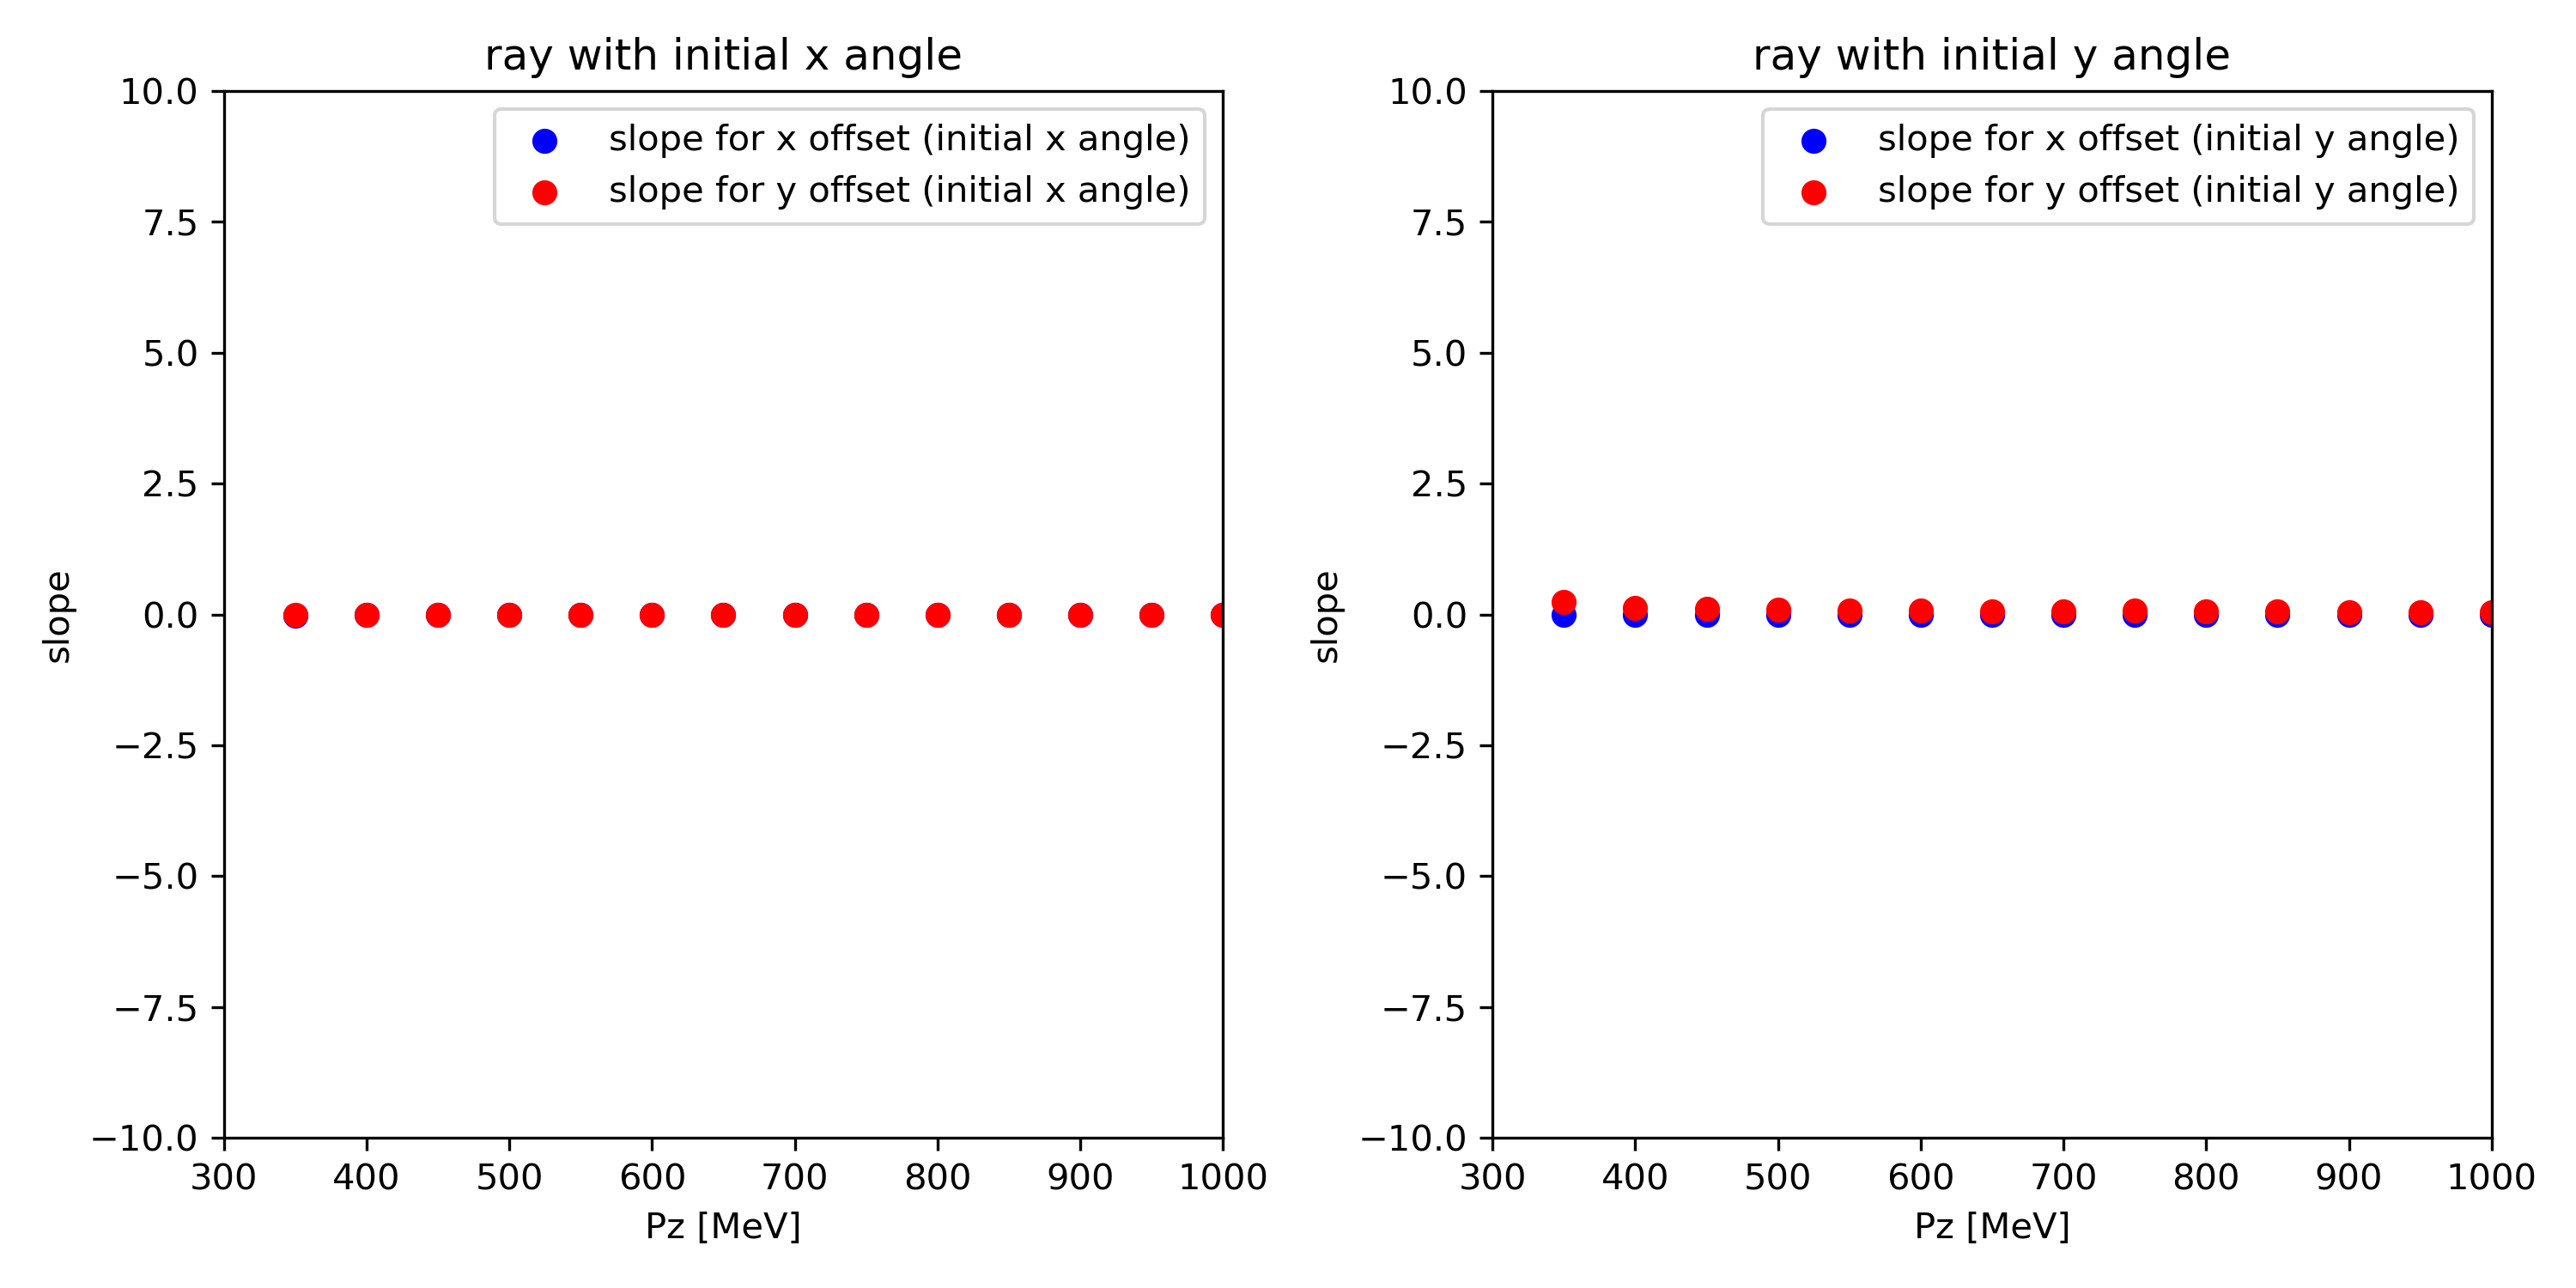 ray with initial x angle
slope for x offset (initial x angle)
slope for y offset (initial x angle)
10.0
7.5
5.0
2.5
0.0
−2.5
−5.0
−7.5
−10.0
slope
300 400 500 600 700 800 900 1000
Pz [MeV]
ray with initial y angle
slope for x offset (initial y angle)
slope for y offset (initial y angle)
10.0
7.5
5.0
2.5
0.0
−2.5
−5.0
−7.5
−10.0
slope
300 400 500 600 700 800 900 1000
Pz [MeV]